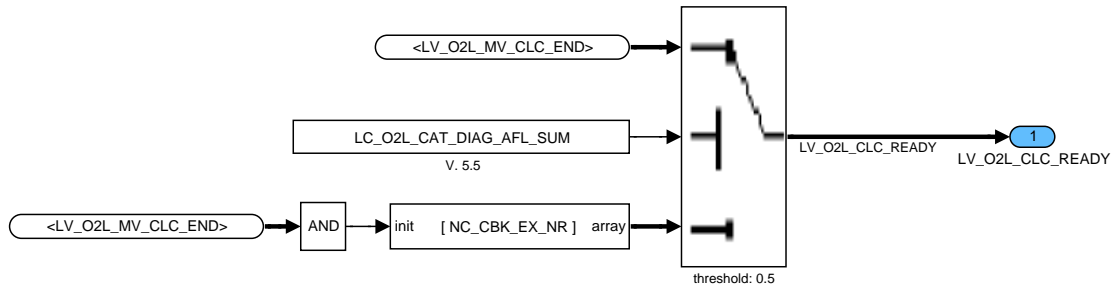 <LV_O2L_MV_CLC_END>
LC_O2L_CAT_DIAG_AFL_SUM
V. 5.5
LV_O2L_CLC_READY
1
LV_O2L_CLC_READY
<LV_O2L_MV_CLC_END>
AND
init [ NC_CBK_EX_NR ] array
threshold: 0.5